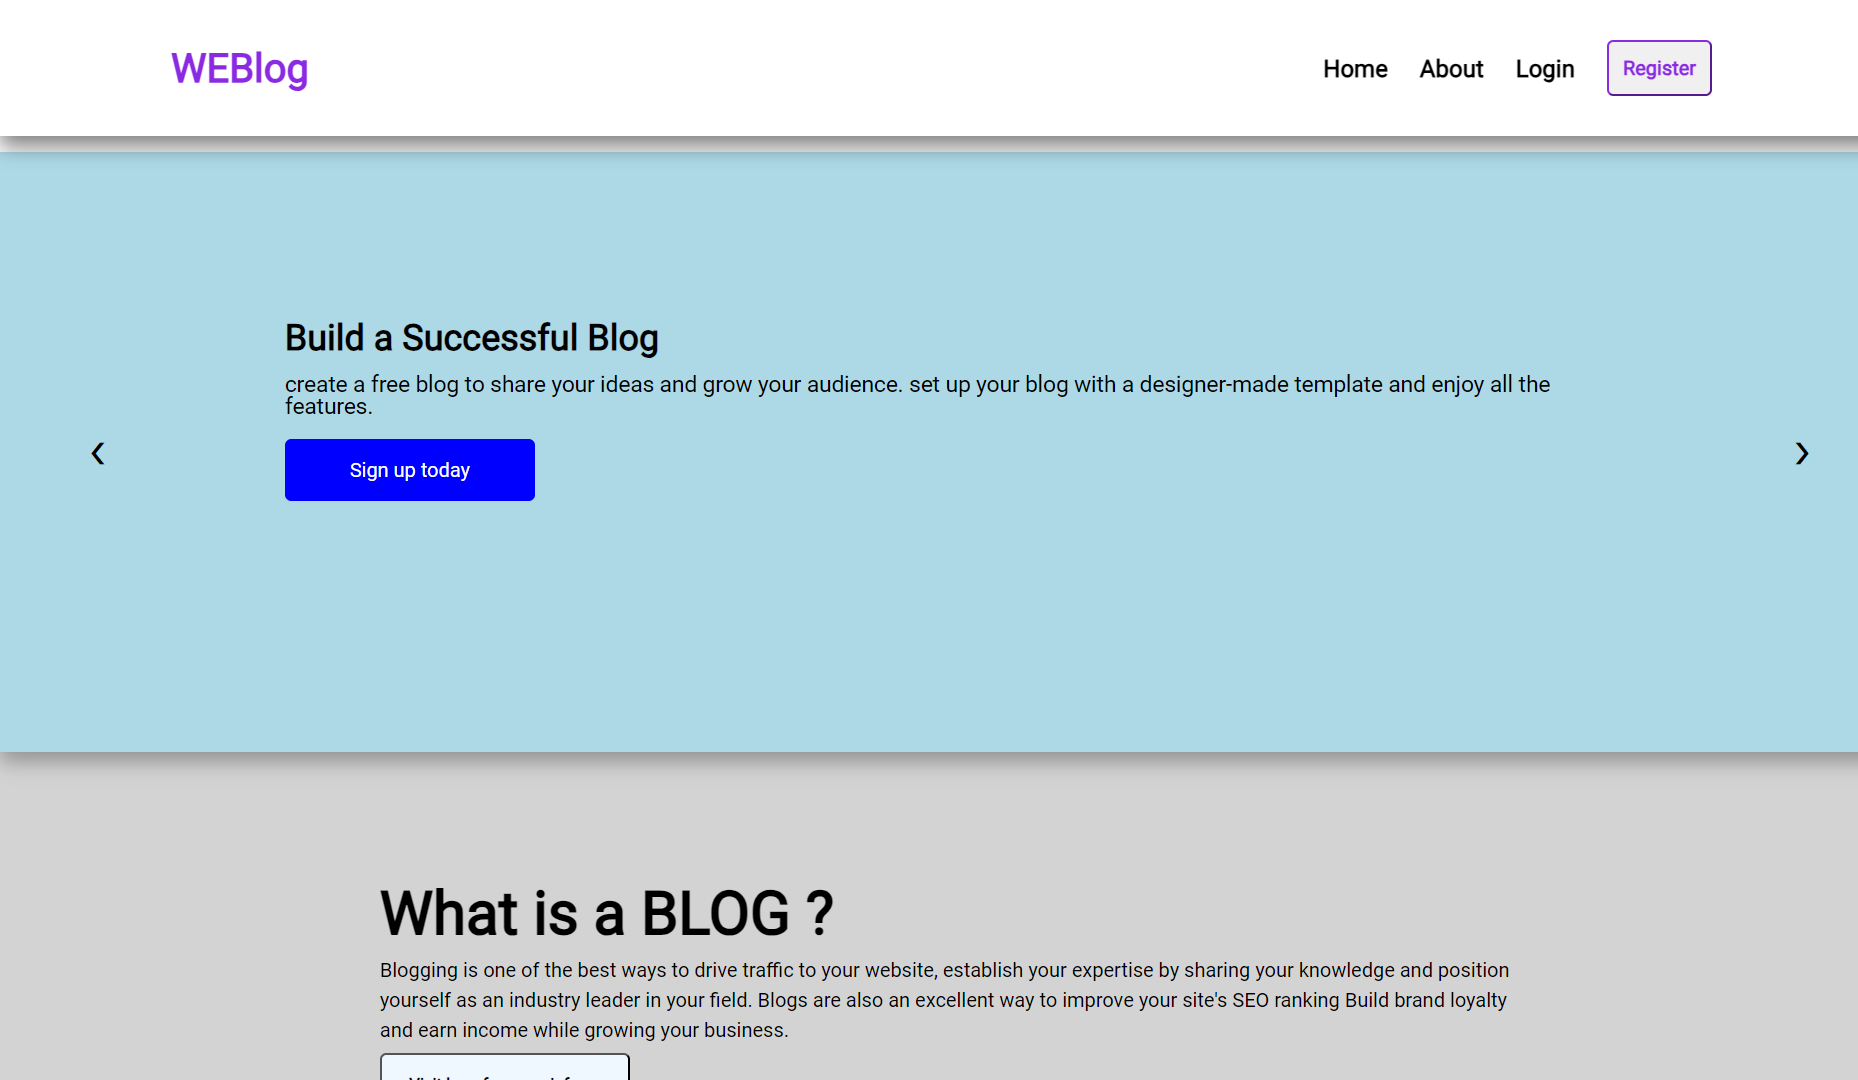 WEBlog
Home
About
Login
Register
Build a Successful Blog
create a free blog to share your ideas and grow your audience. set up your blog with a designer-made template and enjoy all the
features.
Sign up today
What is a BLOG ?
Blogging is one of the best ways to drive traffic to your website, establish your expertise by sharing your knowledge and position
yourself as an industry leader in your field. Blogs are also an excellent way to improve your site's SEO ranking Build brand loyalty
and earn income while growing your business.